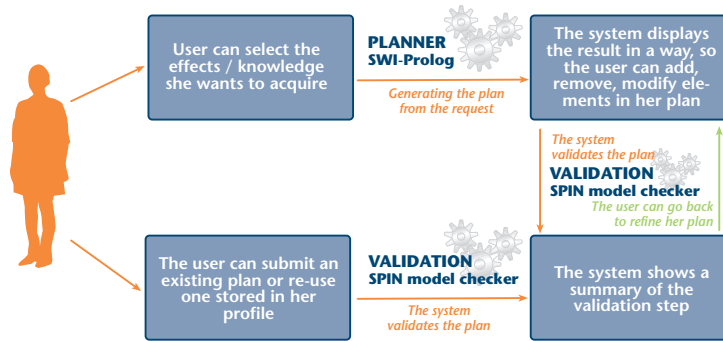 User can select the
effects / knowledge
she wants to acquire
PLANNER
SWI-Prolog
Generating the plan
from the request
The system displays
the result in a way, so
the user can add,
remove, modify ele-
ments in her plan
The system
validates the plan
VALIDATION
SPIN model checker
The user can go back
to refine her plan
The user can submit an
existing plan or re-use
one stored in her
profile
VALIDATION
SPIN model checker
The system
validates the plan
The system shows a
summary of the
validation step